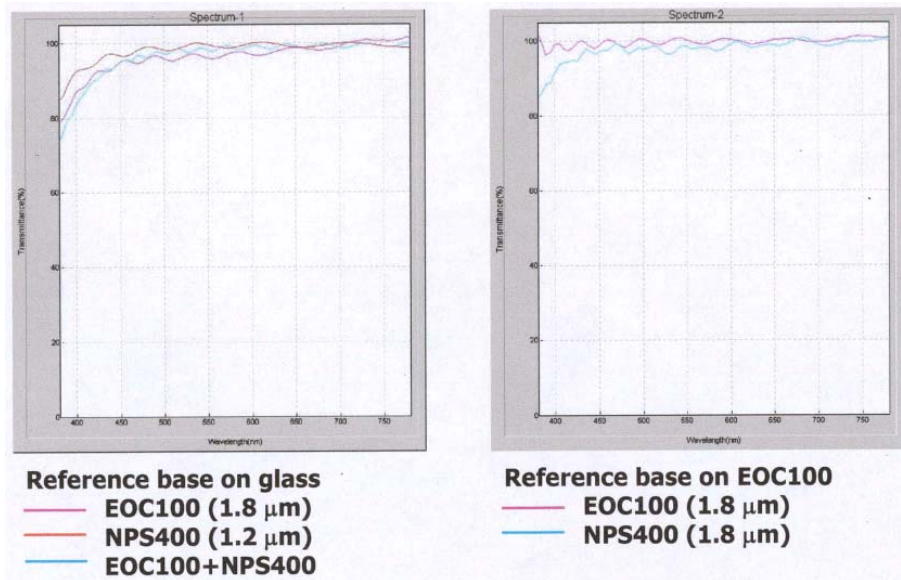 Spectrum-1
Transmittance(%)
100
80
60
40
20
0
400 450 500 550 600 650 700 750
Wavelength(nm)
Reference base on glass
EOC100 (1.8 μm)
NPS400 (1.2 μm)
EOC100+NPS400
Spectrum-2
Transmittance(%)
100
80
60
40
20
0
400 450 500 550 600 650 700 750
Wavelength(nm)
Reference base on EOC100
EOC100 (1.8 μm)
NPS400 (1.8 μm)